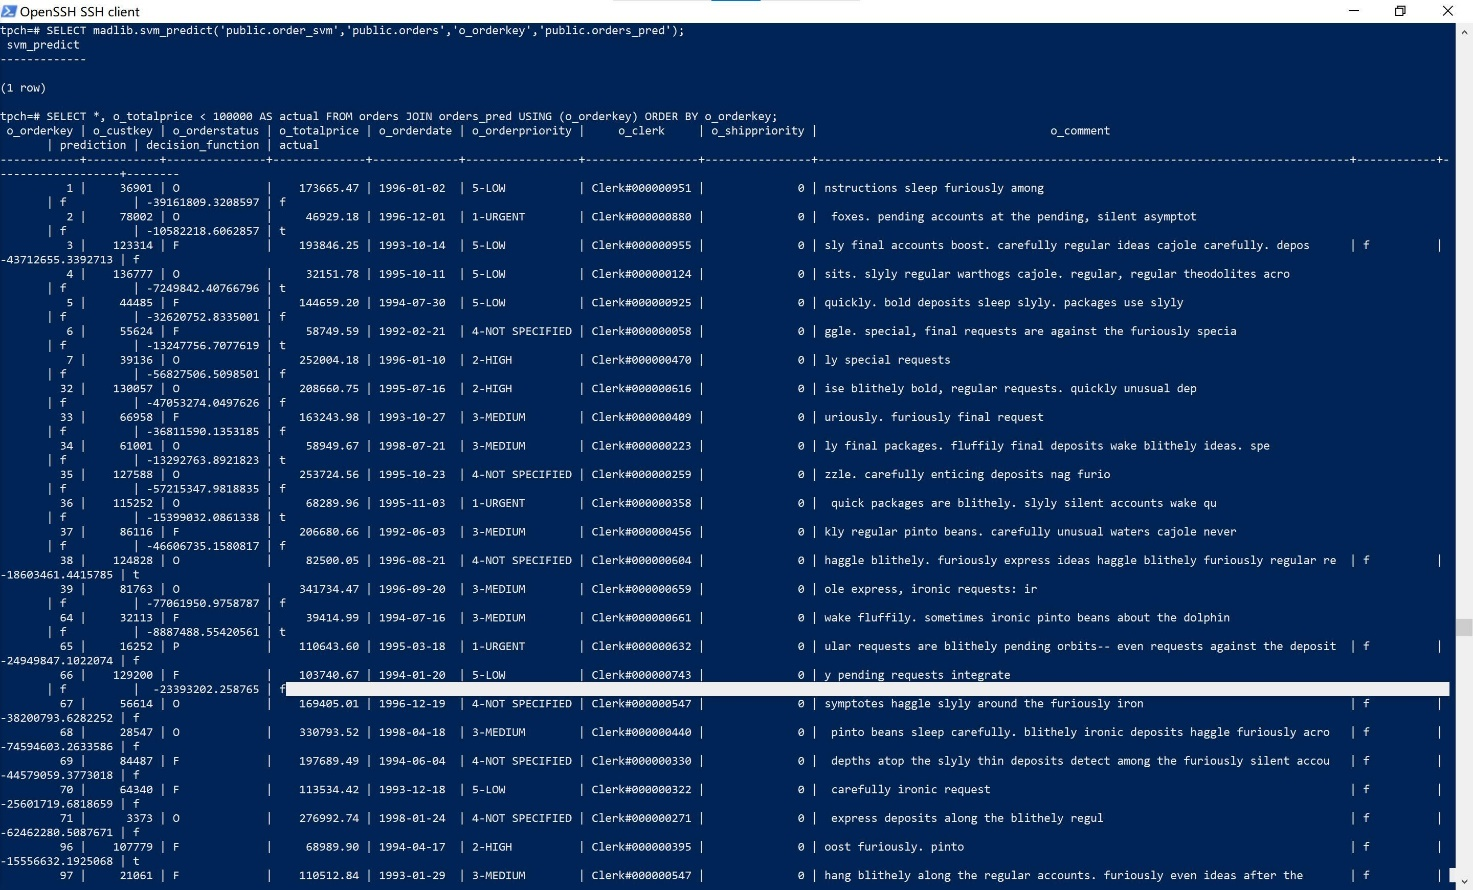 OpenSSH SSH client
tpch=# SELECT madlib.svm_predict('public.order_svm','public.orders','o_orderkey','public.orders_pred');
svm_predict
-------------
(1 row)
tpch=# SELECT *, o_totalprice < 100000 AS actual FROM orders JOIN orders_pred USING (o_orderkey) ORDER BY o_orderkey;
o_orderkey | o_custkey | o_orderstatus | o_totalprice | o_orderdate | o_orderpriority | o_clerk | o_shippriority | o_comment
| prediction | decision_function | actual
------------+-----------+---------------+--------------+-------------+-----------------+-----------------+----------------+---------------------------------------------------------------------------------+------------+-
------------------+--------
1 | 36901 | O | 173665.47 | 1996-01-02 | 5-LOW | Clerk#000000951 | 0 | nstructions sleep furiously among
| f | -39161809.3208597 | f
2 | 78002 | O | 46929.18 | 1996-12-01 | 1-URGENT | Clerk#000000880 | 0 | foxes. pending accounts at the pending, silent asymptot
| f | -10582218.6062857 | t
3 | 123314 | F | 193846.25 | 1993-10-14 | 5-LOW | Clerk#000000955 | 0 | sly final accounts boost. carefully regular ideas cajole carefully. depos | f |
-43712655.3392713 | f
4 | 136777 | O | 32151.78 | 1995-10-11 | 5-LOW | Clerk#000000124 | 0 | sits. slyly regular warthogs cajole. regular, regular theodolites acro
| f | -7249842.40766796 | t
5 | 44485 | F | 144659.20 | 1994-07-30 | 5-LOW | Clerk#000000925 | 0 | quickly. bold deposits sleep slyly. packages use slyly
| f | -32620752.8335001 | f
6 | 55624 | F | 58749.59 | 1992-02-21 | 4-NOT SPECIFIED | Clerk#000000058 | 0 | ggle. special, final requests are against the furiously specia
| f | -13247756.7077619 | t
7 | 39136 | O | 252004.18 | 1996-01-10 | 2-HIGH | Clerk#000000470 | 0 | ly special requests
| f | -56827506.5098501 | f
32 | 130057 | O | 208660.75 | 1995-07-16 | 2-HIGH | Clerk#000000616 | 0 | ise blithely bold, regular requests. quickly unusual dep
| f | -47053274.0497626 | f
33 | 66958 | F | 163243.98 | 1993-10-27 | 3-MEDIUM | Clerk#000000409 | 0 | uriously. furiously final request
| f | -36811590.1353185 | f
34 | 61001 | O | 58949.67 | 1998-07-21 | 3-MEDIUM | Clerk#000000223 | 0 | ly final packages. fluffily final deposits wake blithely ideas. spe
| f | -13292763.8921823 | t
35 | 127588 | O | 253724.56 | 1995-10-23 | 4-NOT SPECIFIED | Clerk#000000259 | 0 | zzle. carefully enticing deposits nag furio
| f | -57215347.9818835 | f
36 | 115252 | O | 68289.96 | 1995-11-03 | 1-URGENT | Clerk#000000358 | 0 | quick packages are blithely. slyly silent accounts wake qu
| f | -15399032.0861338 | t
37 | 86116 | F | 206680.66 | 1992-06-03 | 3-MEDIUM | Clerk#000000456 | 0 | kly regular pinto beans. carefully unusual waters cajole never
| f | -46606735.1580817 | f
38 | 124828 | O | 82500.05 | 1996-08-21 | 4-NOT SPECIFIED | Clerk#000000604 | 0 | haggle blithely. furiously express ideas haggle blithely furiously regular re | f |
-18603461.4415785 | t
39 | 81763 | O | 341734.47 | 1996-09-20 | 3-MEDIUM | Clerk#000000659 | 0 | ole express, ironic requests: ir
| f | -77061950.9758787 | f
64 | 32113 | F | 39414.99 | 1994-07-16 | 3-MEDIUM | Clerk#000000661 | 0 | wake fluffily. sometimes ironic pinto beans about the dolphin
| f | -8887488.55420561 | t
65 | 16252 | P | 110643.60 | 1995-03-18 | 1-URGENT | Clerk#000000632 | 0 | ular requests are blithely pending orbits-- even requests against the deposit | f |
-24949847.1022074 | f
66 | 129200 | F | 103740.67 | 1994-01-20 | 5-LOW | Clerk#000000743 | 0 | y pending requests integrate
| f | -23393202.258765 | f
67 | 56614 | O | 169405.01 | 1996-12-19 | 4-NOT SPECIFIED | Clerk#000000547 | 0 | symptotes haggle slyly around the furiously iron | f |
-38200793.6282252 | f
68 | 28547 | O | 330793.52 | 1998-04-18 | 3-MEDIUM | Clerk#000000440 | 0 | pinto beans sleep carefully. blithely ironic deposits haggle furiously acro | f |
-74594603.2633586 | f
69 | 84487 | F | 197689.49 | 1994-06-04 | 4-NOT SPECIFIED | Clerk#000000330 | 0 | depths atop the slyly thin deposits detect among the furiously silent accou | f |
-44579059.3773018 | f
70 | 64340 | F | 113534.42 | 1993-12-18 | 5-LOW | Clerk#000000322 | 0 | carefully ironic request | f |
-25601719.6818659 | f
71 | 3373 | O | 276992.74 | 1998-01-24 | 4-NOT SPECIFIED | Clerk#000000271 | 0 | express deposits along the blithely regul | f |
-62462280.5087671 | f
96 | 107779 | F | 68989.90 | 1994-04-17 | 2-HIGH | Clerk#000000395 | 0 | oost furiously. pinto | f |
-15556632.1925068 | t
97 | 21061 | F | 110512.84 | 1993-01-29 | 3-MEDIUM | Clerk#000000547 | 0 | hang blithely along the regular accounts. furiously even ideas after the | f |